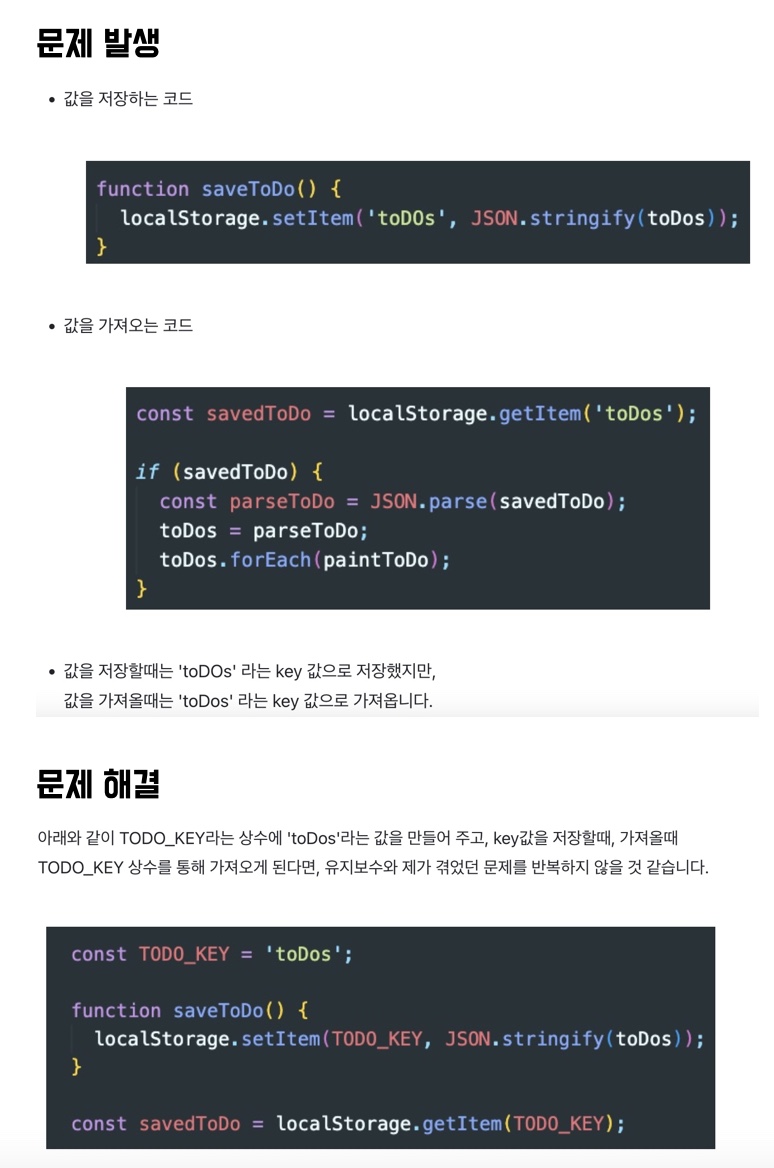 문제 발생
• 값을 저장하는 코드
function saveToDo() {
  localStorage.setItem('toDOs', JSON.stringify(toDos));
}
• 값을 가져오는 코드
const savedToDo = localStorage.getItem('toDos');
if (savedToDo) {
  const parseToDo = JSON.parse(savedToDo);
  toDos = parseToDo;
  toDos.forEach(paintToDo);
}
• 값을 저장할때는 'toDOs' 라는 key 값으로 저장했지만,
값을 가져올때는 'toDos' 라는 key 값으로 가져옵니다.
문제 해결
아래와 같이 TODO_KEY라는 상수에 'toDos'라는 값을 만들어 주고, key값을 저장할때, 가져올때
TODO_KEY 상수를 통해 가져오게 된다면, 유지보수와 제가 겪었던 문제를 반복하지 않을 것 같습니다.
const TODO_KEY = 'toDos';
function saveToDo() {
  localStorage.setItem(TODO_KEY, JSON.stringify(toDos));
}
const savedToDo = localStorage.getItem(TODO_KEY);